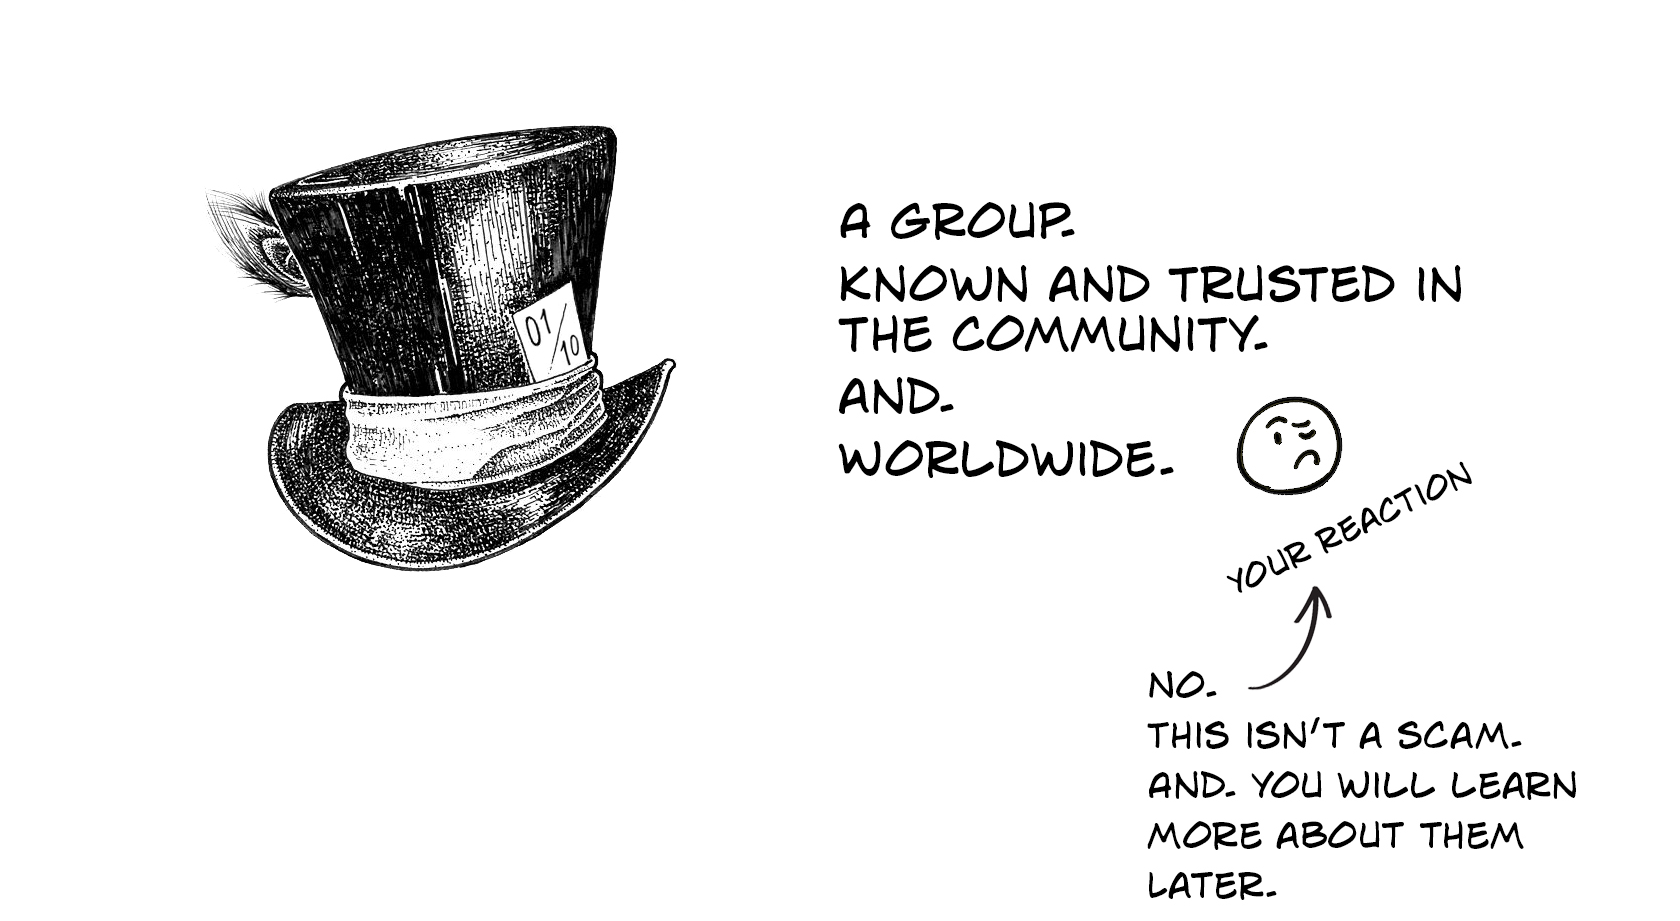 01/10
A GROUP.
KNOWN AND TRUSTED IN
THE COMMUNITY.
AND.
WORLDWIDE.
YOUR REACTION
NO.
THIS ISN'T A SCAM.
AND. YOU WILL LEARN
MORE ABOUT THEM
LATER.